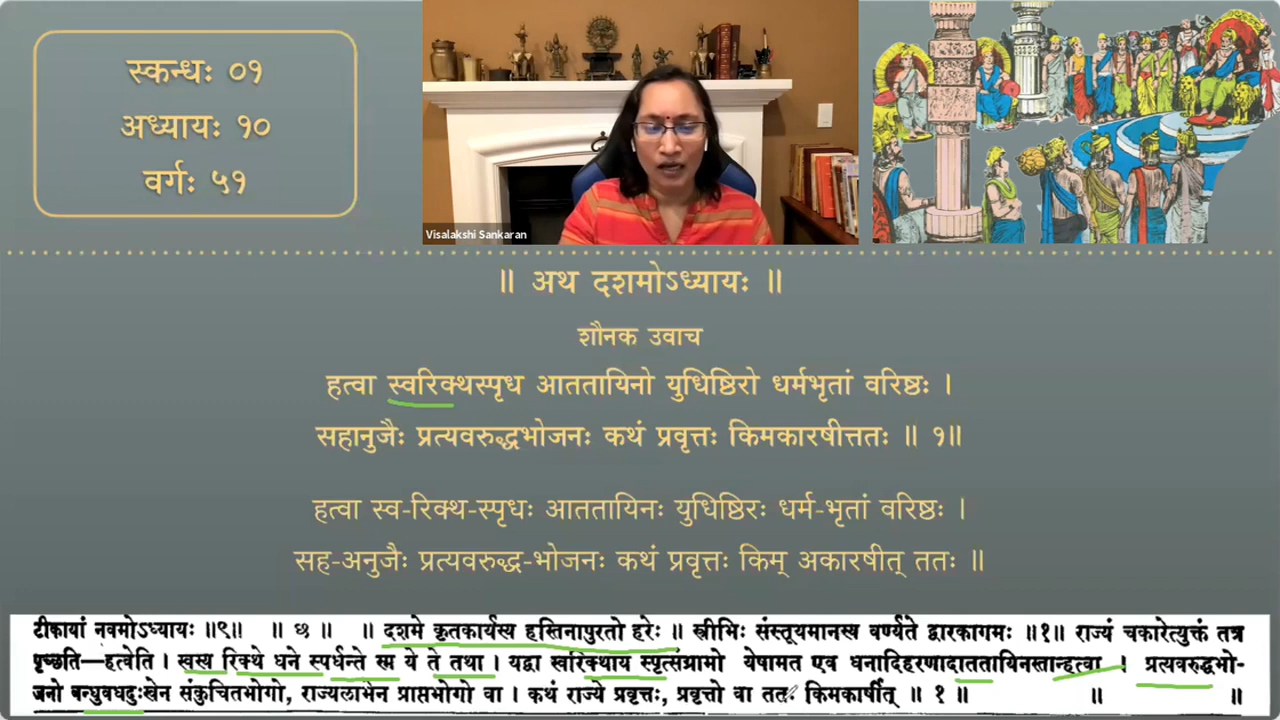 स्कन्धः ०१
अध्यायः १०
वर्गः ५१
Visalakshi Sankaran
॥ अथ दशमोऽध्यायः ॥
शौनक उवाच
हत्वा स्वरिक्थस्पृध आततायिनो युधिष्ठिरो धर्मभृतां वरिष्ठः ।
सहानुजैः प्रत्यवरुद्धभोजनः कथं प्रवृत्तः किमकारषीत्ततः ॥ १॥
हत्वा स्व-रिक्थ-स्पृधः आततायिनः युधिष्ठिरः धर्म-भृतां वरिष्ठः ।
सह-अनुजैः प्रत्यवरुद्ध-भोजनः कथं प्रवृत्तः किम् अकारषीत् ततः ॥
टीकायां नवमोऽध्यायः ॥९॥ ॥ छ ॥ ॥ दशमे कृतकार्यस्य हस्तिनापुरतो हरेः ॥ स्त्रीभिः संस्तूयमानस्य वर्ण्यते द्वारकागमः ॥१॥ राज्यं चकारेत्युक्तं तत्र
पृच्छति—हत्वेति । स्वस्य रिक्थे धने स्पर्धन्ते स्म ये ते तथा । यद्वा स्वरिक्थाय स्पृत्संग्रामो येषामत एव धनादिहरणादाततायिनस्तान्हत्वा । प्रत्यवरुद्धभो-
जनो बन्धुवधदुःखेन संकुचितभोगो, राज्यलाभेन प्राप्तभोगो वा । कथं राज्ये प्रवृत्तः, प्रवृत्तो वा ततः किमकार्षीत् ॥ १ ॥ ॥ ॥